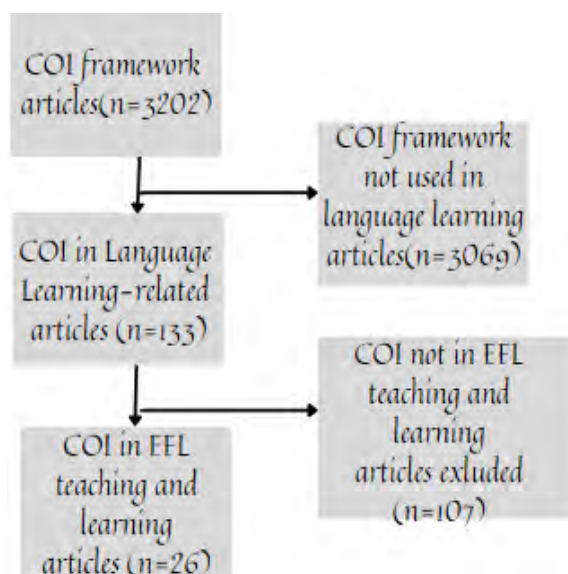 COI framework
articles(n=3202)
COI framework
not used in
language learning
articles(n=3069)
COI in Language
Learning-related
articles (n=133)
COI not in EFL
teaching and
learning
articles exluded
(n=107)
COI in EFL
teaching and
learning
articles (n=26)